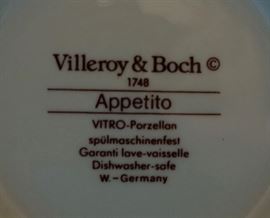 Villeroy & Boch ©
1748
Appetito
VITRO-Porzellan
spülmaschinenfest
Garanti lave-vaisselle
Dishwasher-safe
W.-Germany